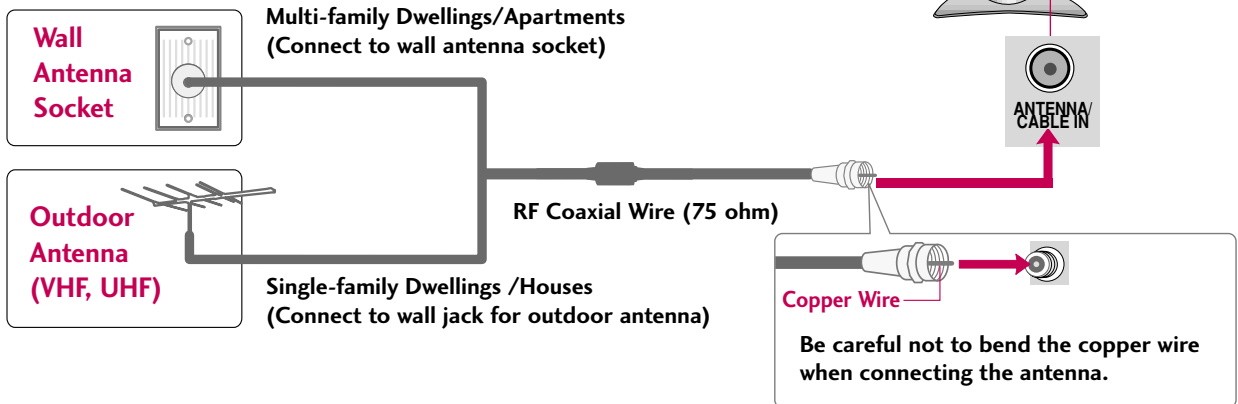 Wall
Antenna
Socket
Multi-family Dwellings/Apartments
(Connect to wall antenna socket)
ANTENNA/
CABLE IN
Outdoor
Antenna
(VHF, UHF)
RF Coaxial Wire (75 ohm)
Single-family Dwellings /Houses
(Connect to wall jack for outdoor antenna)
Copper Wire
Be careful not to bend the copper wire
when connecting the antenna.